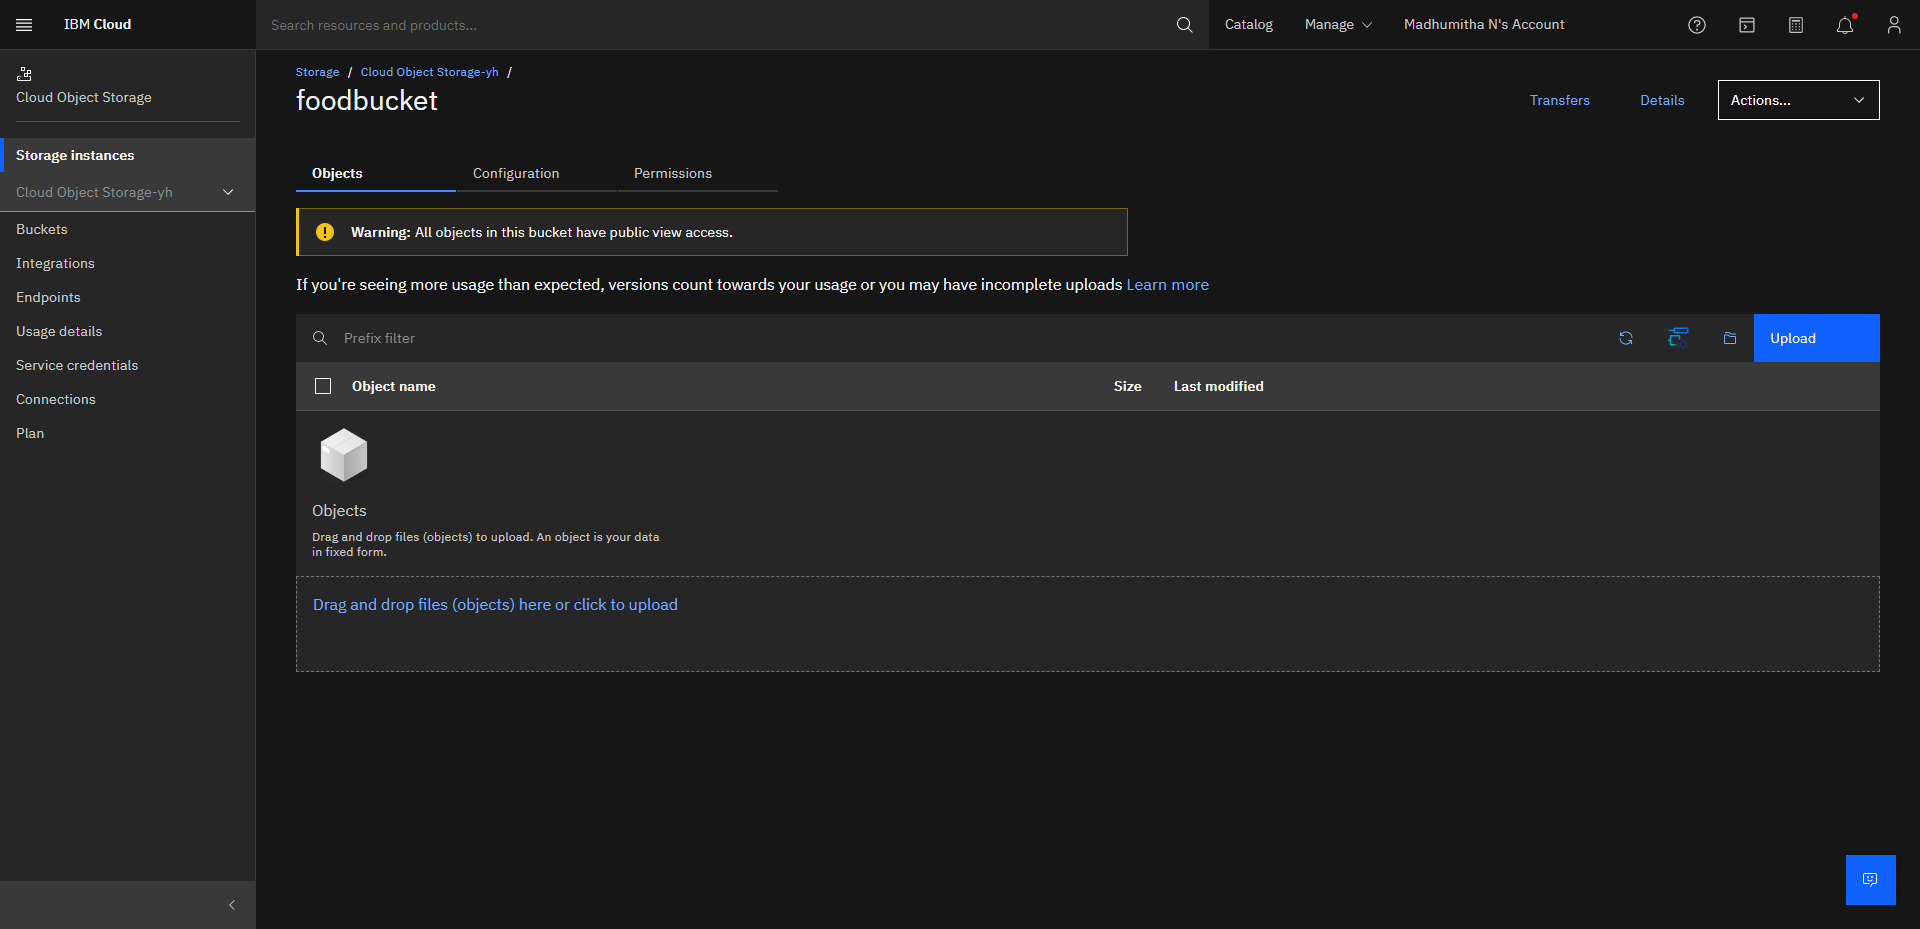 IBM Cloud
Search resources and products...
Catalog
Manage
Madhumitha N's Account
Cloud Object Storage
Storage instances
Cloud Object Storage-yh
Buckets
Integrations
Endpoints
Usage details
Service credentials
Connections
Plan
Storage / Cloud Object Storage-yh /
foodbucket
Transfers
Details
Actions...
Objects
Configuration
Permissions
Warning: All objects in this bucket have public view access.
If you're seeing more usage than expected, versions count towards your usage or you may have incomplete uploads Learn more
Prefix filter
Upload
Object name
Size
Last modified
Objects
Drag and drop files (objects) to upload. An object is your data
in fixed form.
Drag and drop files (objects) here or click to upload